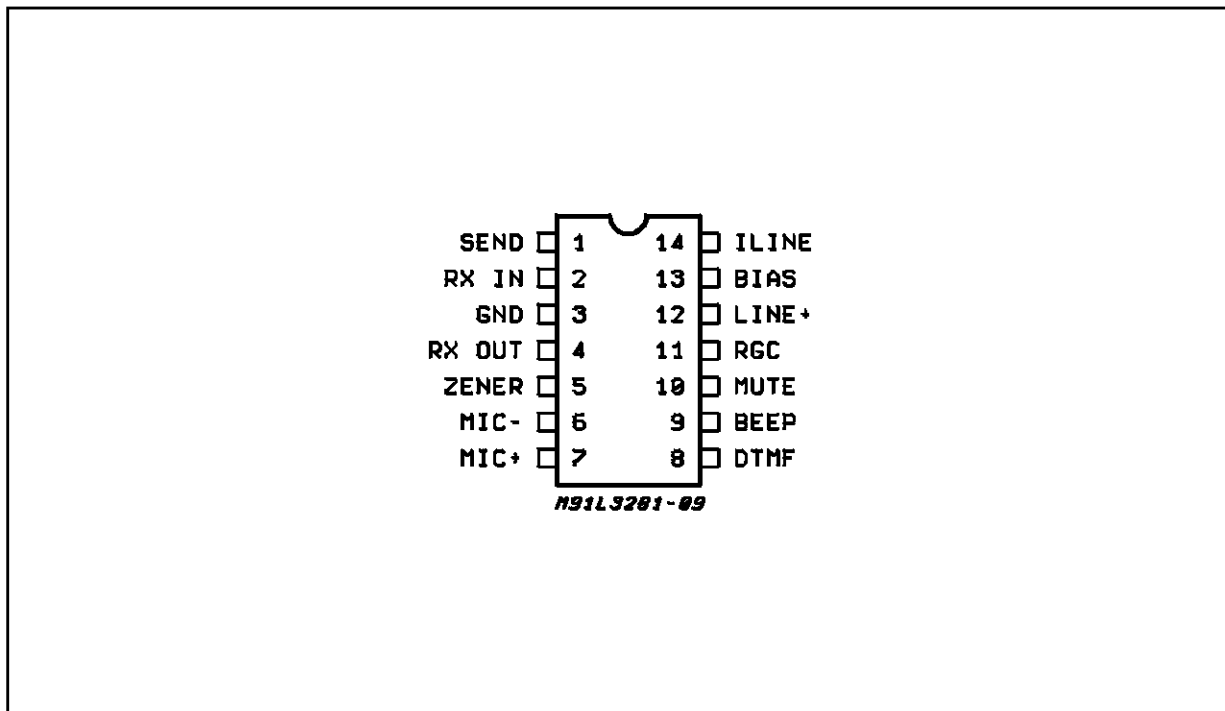 SEND 1 14 ILINE
RX IN 2 13 BIAS
GND 3 12 LINE+
RX OUT 4 11 RGC
ZENER 5 10 MUTE
MIC- 6 9 BEEP
MIC+ 7 8 DTMF
M91L3201-09